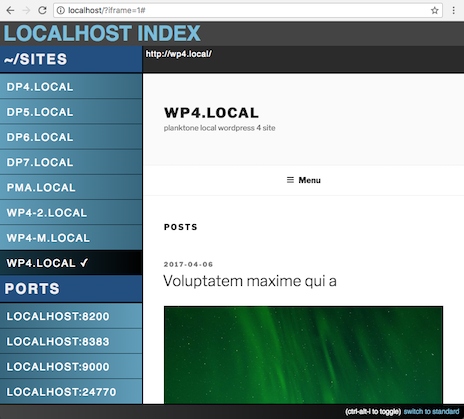 localhost/?iframe=1#
LOCALHOST INDEX
~/SITES
DP4.LOCAL
DP5.LOCAL
DP6.LOCAL
DP7.LOCAL
PMA.LOCAL
WP4-2.LOCAL
WP4-M.LOCAL
WP4.LOCAL ✓
PORTS
LOCALHOST:8200
LOCALHOST:8383
LOCALHOST:9000
LOCALHOST:24770
http://wp4.local/
WP4.LOCAL
planktone local wordpress 4 site
Menu
POSTS
2017-04-06
Voluptatem maxime qui a
(ctrl-alt-i to toggle) switch to standard